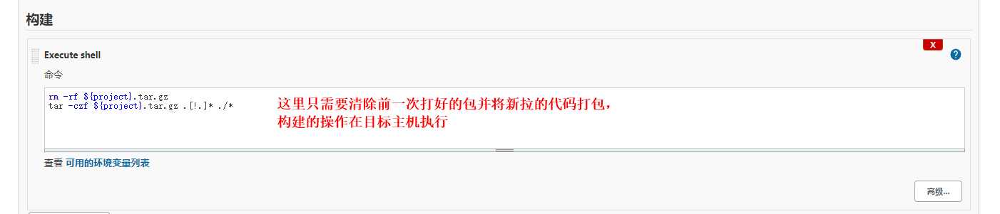 构建
Execute shell
X
?
命令
rm -rf ${project}.tar.gz
tar -czf ${project}.tar.gz .[!.]* ./*
这里只需要清除前一次打好的包并将新拉的代码打包，
构建的操作在目标主机执行
查看 可用的环境变量列表
高级...